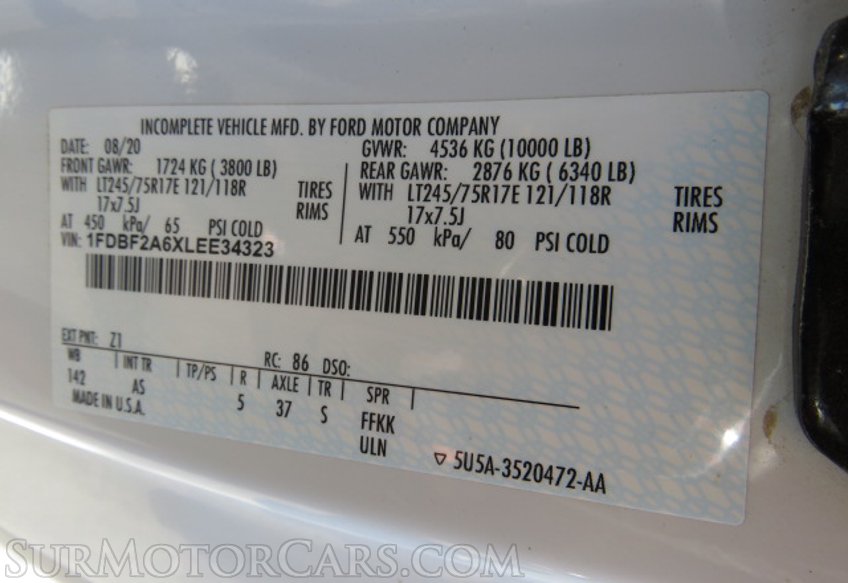 INCOMPLETE VEHICLE MFD. BY FORD MOTOR COMPANY
DATE: 08/20 GVWR: 4536 KG (10000 LB)
FRONT GAWR: 1724 KG ( 3800 LB) REAR GAWR: 2876 KG ( 6340 LB)
WITH LT245/75R17E 121/118R TIRES WITH LT245/75R17E 121/118R TIRES
17x7.5J RIMS 17x7.5J RIMS
AT 450 kPa/ 65 PSI COLD AT 550 kPa/ 80 PSI COLD
VIN: 1FDBF2A6XLEE34323
EXT PNT: Z1 RC: 86 DSO:
WB INT TR TP/PS R AXLE TR SPR
142 AS 5 37 S FFKK
MADE IN U.S.A. ULN
5U5A-3520472-AA
SURMOTORCARS.COM